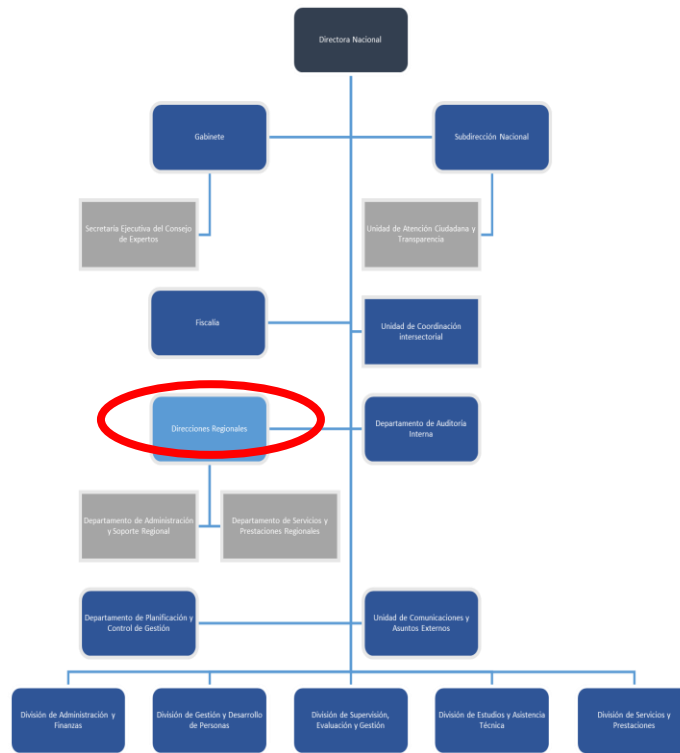 Directora Nacional
Gabinete
Subdirección Nacional
Secretaría Ejecutiva del Consejo
de Expertos
Unidad de Atención Ciudadana y
Transparencia
Fiscalía
Unidad de Coordinación
intersectorial
Direcciones Regionales
Departamento de Auditoría
Interna
Departamento de Administración
y Soporte Regional
Departamento de Servicios y
Prestaciones Regionales
Departamento de Planificación y
Control de Gestión
Unidad de Comunicaciones y
Asuntos Externos
División de Administración y
Finanzas
División de Gestión y Desarrollo
de Personas
División de Supervisión,
Evaluación y Gestión
División de Estudios y Asistencia
Técnica
División de Servicios y
Prestaciones